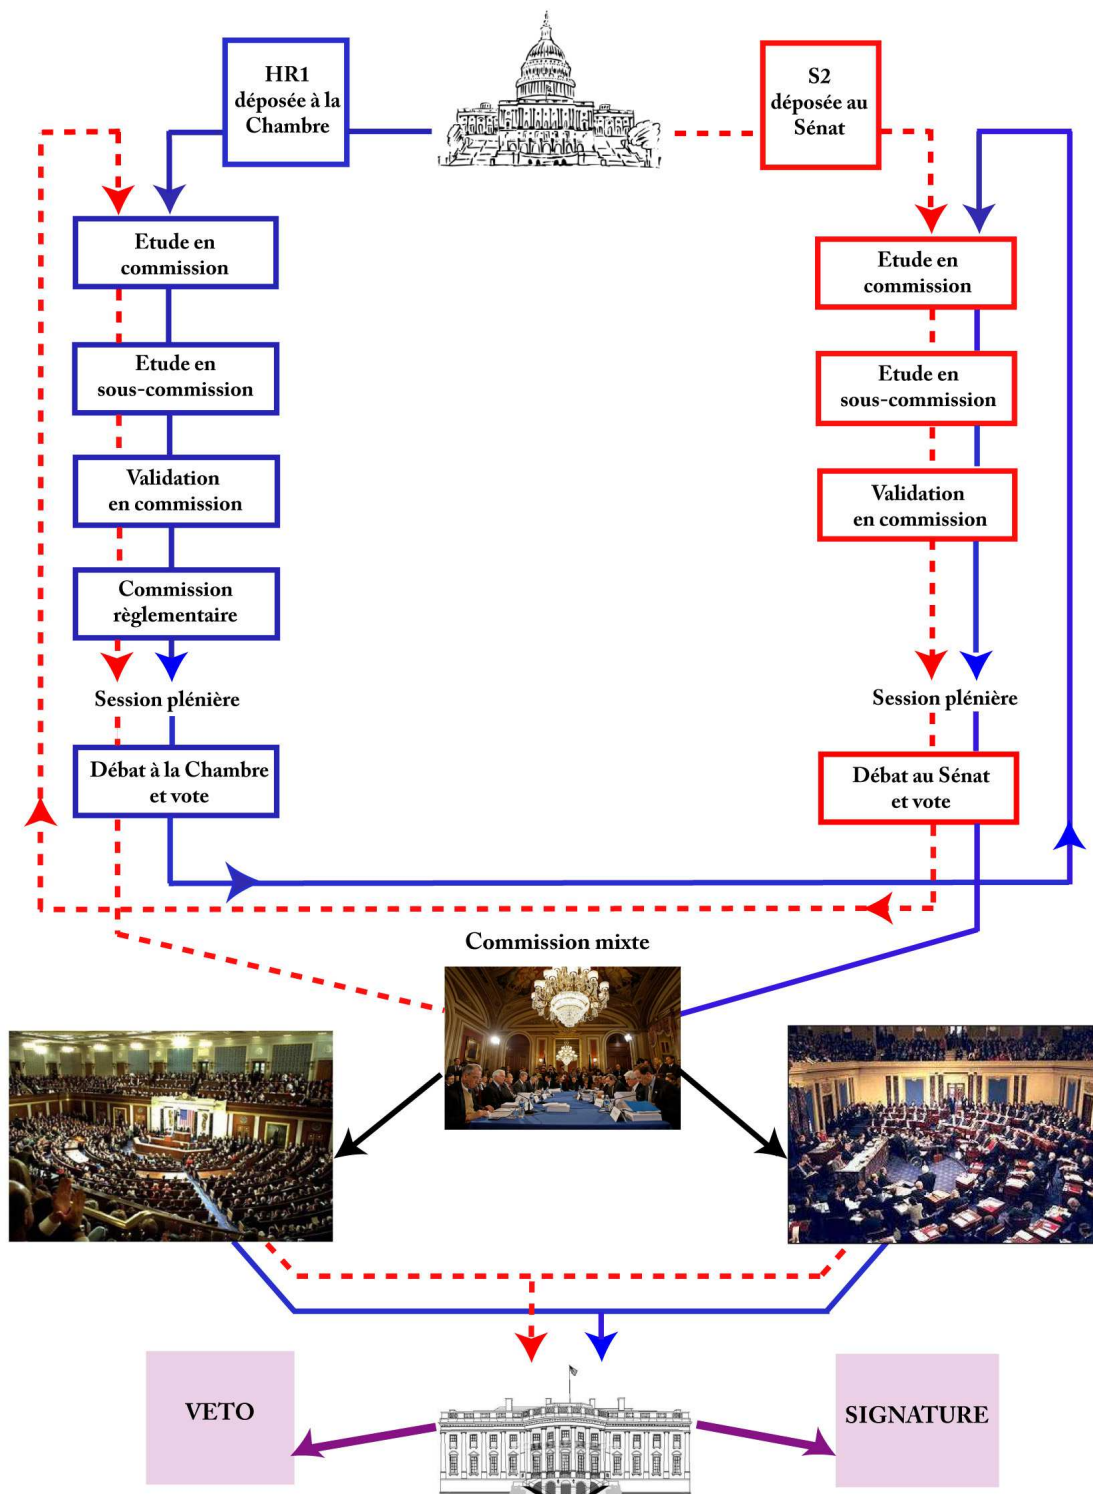 HR1
déposée à la
Chambre
S2
déposée au
Sénat
Etude en
commission
Etude en
sous-commission
Validation
en commission
Commission
règlementaire
Session plénière
Débat à la Chambre
et vote
Etude en
commission
Etude en
sous-commission
Validation
en commission
Session plénière
Débat au Sénat
et vote
Commission mixte
VETO
SIGNATURE